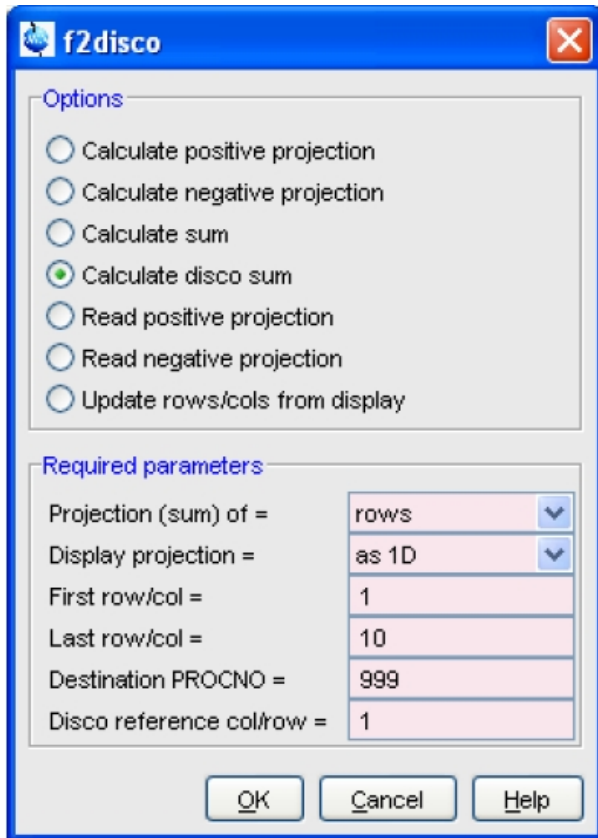 f2disco
Options
Calculate positive projection
Calculate negative projection
Calculate sum
Calculate disco sum
Read positive projection
Read negative projection
Update rows/cols from display
Required parameters
Projection (sum) of = rows
Display projection = as 1D
First row/col = 1
Last row/col = 10
Destination PROCNO = 999
Disco reference col/row = 1
OK Cancel Help